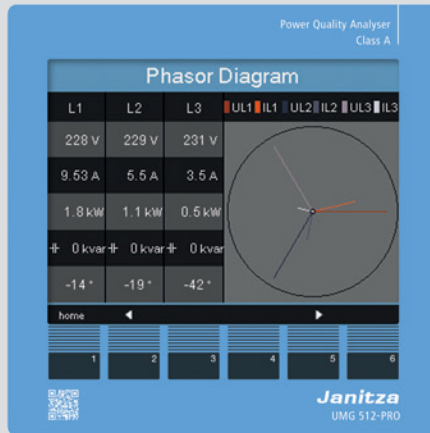 Power Quality Analyser
Class A
Phasor Diagram
L1 L2 L3 UL1 IL1 UL2 IL2 UL3 IL3
228 V 229 V 231 V
9.53 A 5.5 A 3.5 A
1.8 kW 1.1 kW 0.5 kW
0 kvar 0 kvar 0 kvar
-14 ° -19 ° -42 °
home
1 2 3 4 5 6
Janitza
UMG 512-PRO